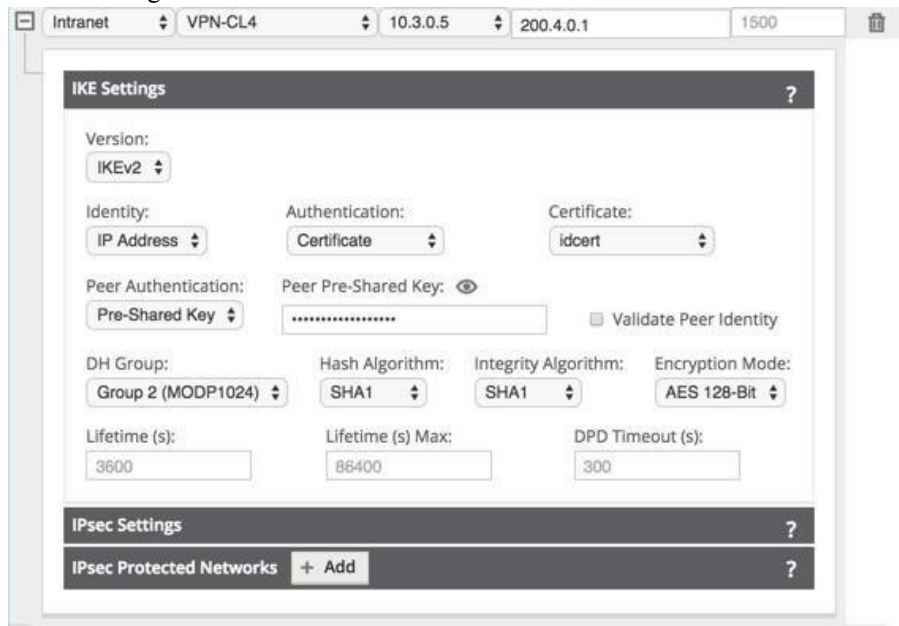 Intranet VPN-CL4 10.3.0.5 200.4.0.1 1500
IKE Settings ?
Version:
IKEv2
Identity: Authentication: Certificate:
IP Address Certificate idcert
Peer Authentication: Peer Pre-Shared Key:
Pre-Shared Key •••••••••••••••••• Validate Peer Identity
DH Group: Hash Algorithm: Integrity Algorithm: Encryption Mode:
Group 2 (MODP1024) SHA1 SHA1 AES 128-Bit
Lifetime (s): Lifetime (s) Max: DPD Timeout (s):
3600 86400 300
IPsec Settings ?
IPsec Protected Networks + Add ?